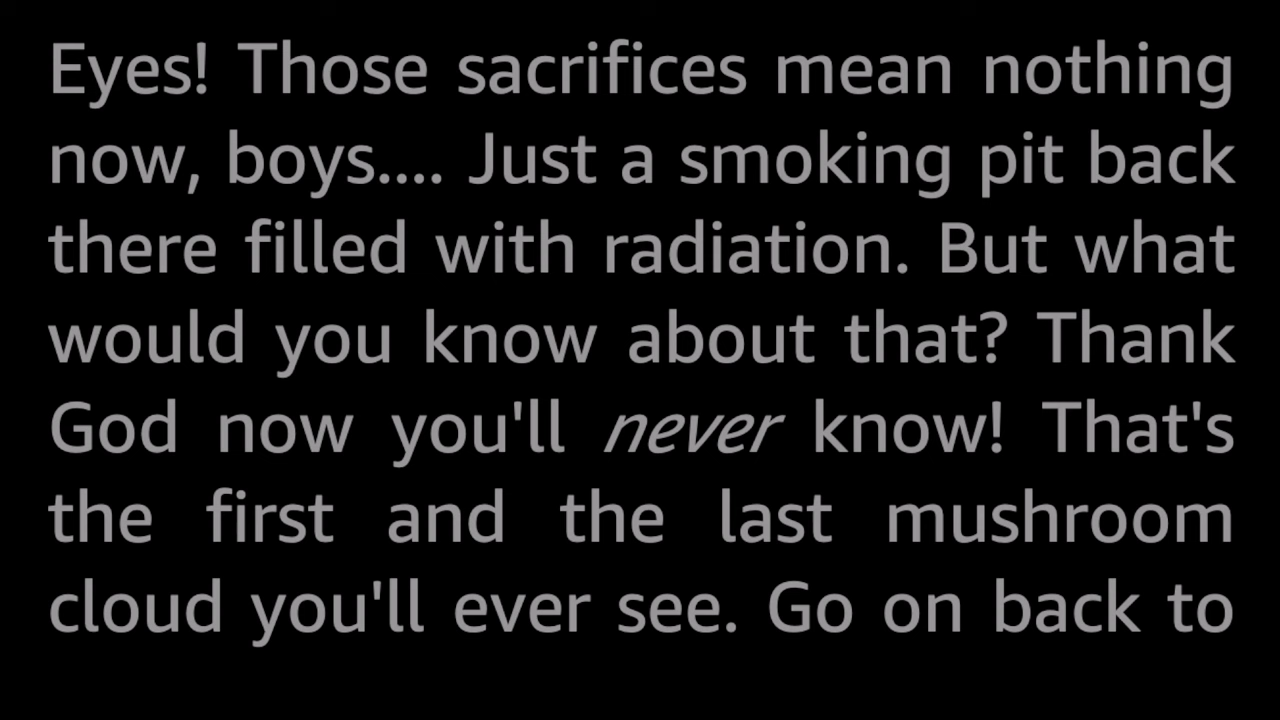 Eyes! Those sacrifices mean nothing
now, boys.... Just a smoking pit back
there filled with radiation. But what
would you know about that? Thank
God now you'll never know! That's
the first and the last mushroom
cloud you'll ever see. Go on back to